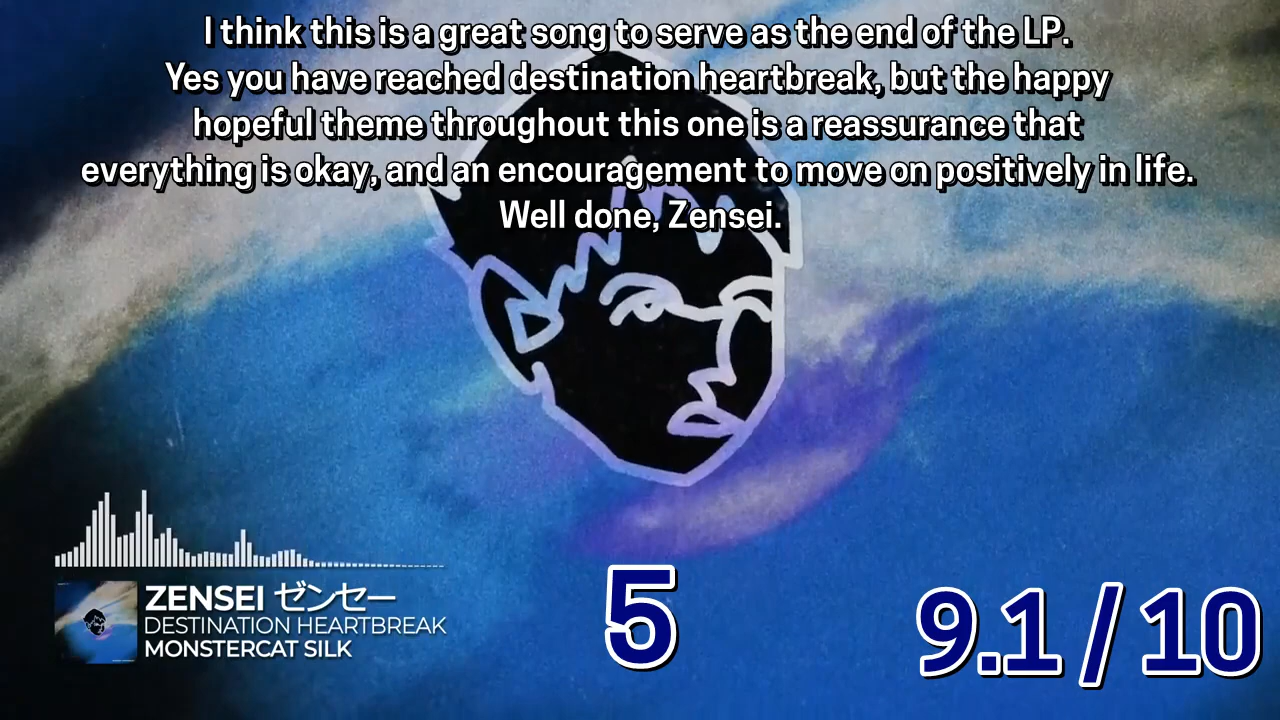 I think this is a great song to serve as the end of the LP.
Yes you have reached destination heartbreak, but the happy
hopeful theme throughout this one is a reassurance that
everything is okay, and an encouragement to move on positively in life.
Well done, Zensei.
ZENSEI ゼンセー
DESTINATION HEARTBREAK
MONSTERCAT SILK
5
9.1 / 10